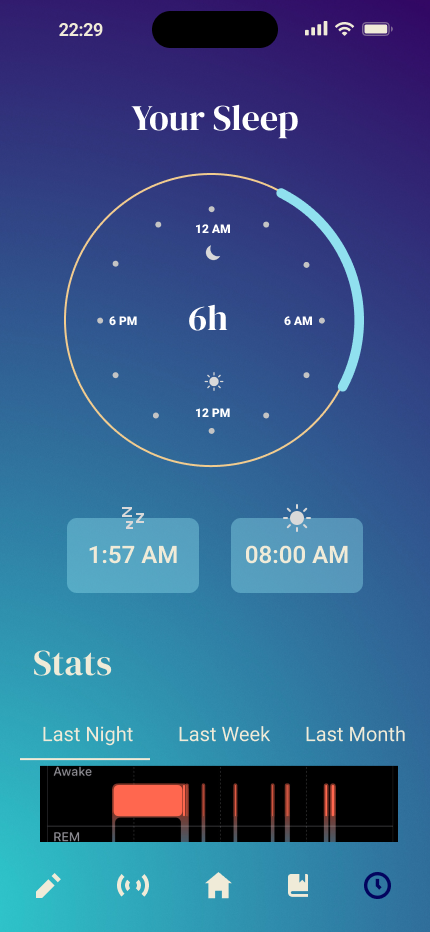 22:29
Your Sleep
12 AM
6 PM
6h
6 AM
12 PM
1:57 AM
08:00 AM
Stats
Last Night
Last Week
Last Month
Awake
REM